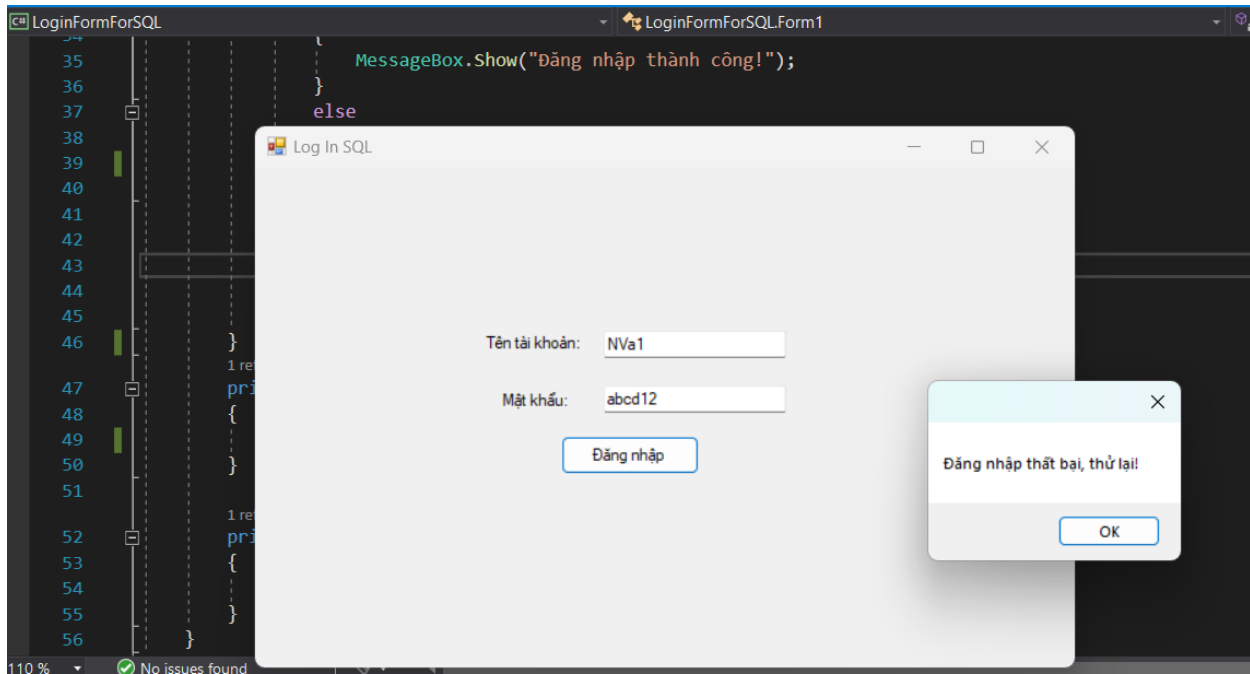 C# LoginFormForSQL LoginFormForSQL.Form1
34 {
35 MessageBox.Show("Đăng nhập thành công!");
36 }
37 else
38
39
40
41
42
43
44
45
46 }
47
48 {
49
50 }
51
52
53 {
54
55 }
56 }
110 % No issues found
Log In SQL
Tên tài khoản: NVa1
Mật khẩu: abcd12
Đăng nhập
Đăng nhập thất bại, thử lại!
OK